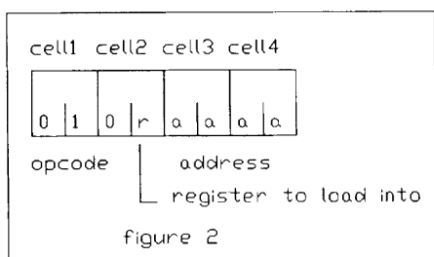 cell1 cell2 cell3 cell4
0 1 0 r a a a a
opcode address
register to load into
figure 2